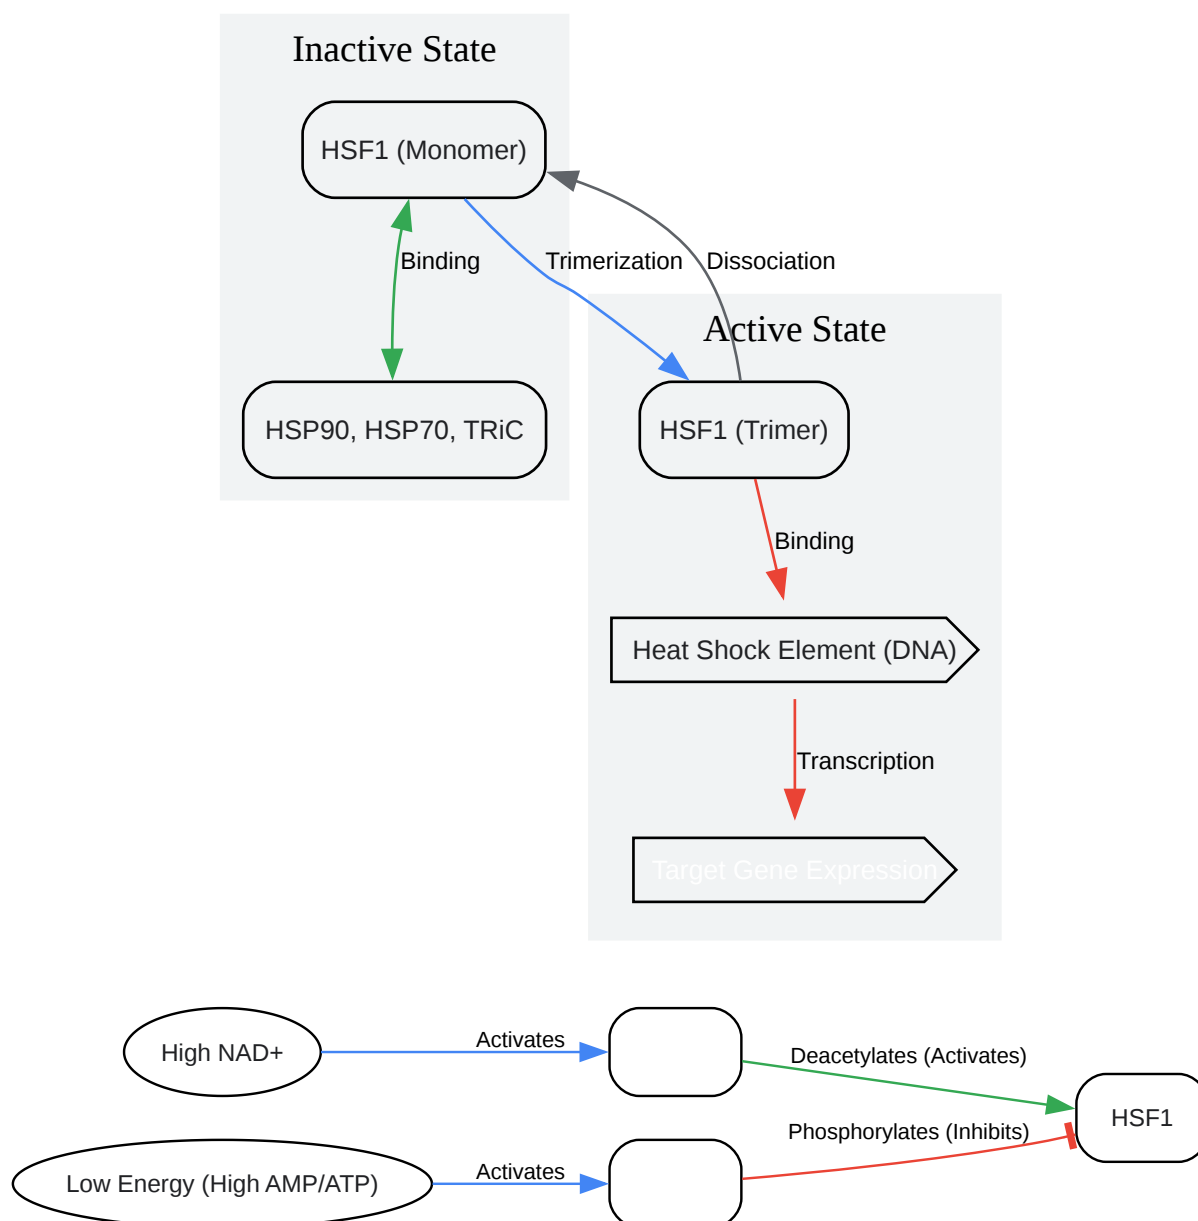 Inactive State
HSF1 (Monomer)
Binding
Trimerization
Dissociation
Active State
HSP90, HSP70, TRiC
HSF1 (Trimer)
Binding
Heat Shock Element (DNA)
Transcription
Target Gene Expression
High NAD+
Activates
Deacetylates (Activates)
HSF1
Phosphorylates (Inhibits)
Low Energy (High AMP/ATP)
Activates